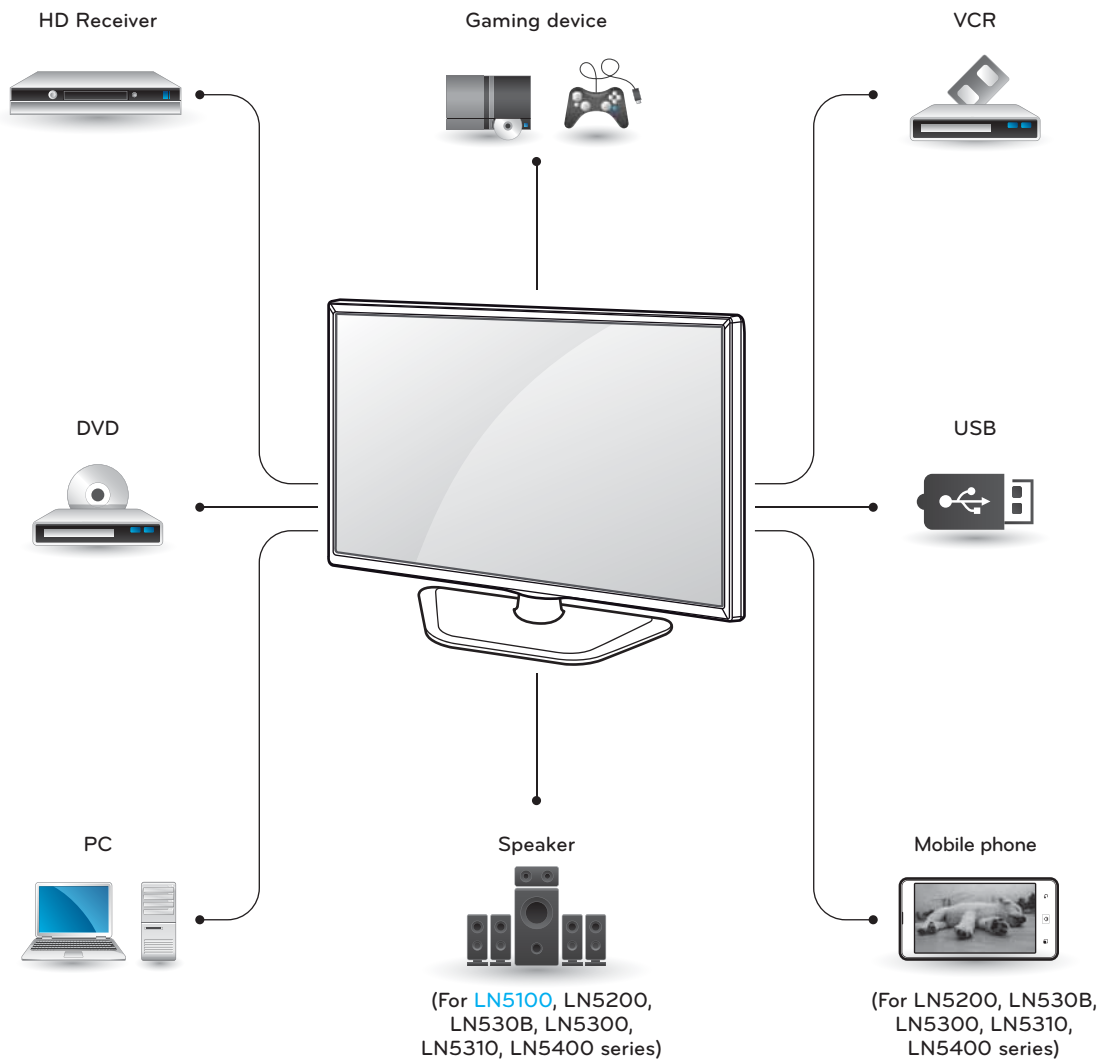 HD Receiver
Gaming device
VCR
DVD
USB
PC
Speaker
(For LN5100, LN5200,
LN530B, LN5300,
LN5310, LN5400 series)
Mobile phone
(For LN5200, LN530B,
LN5300, LN5310,
LN5400 series)